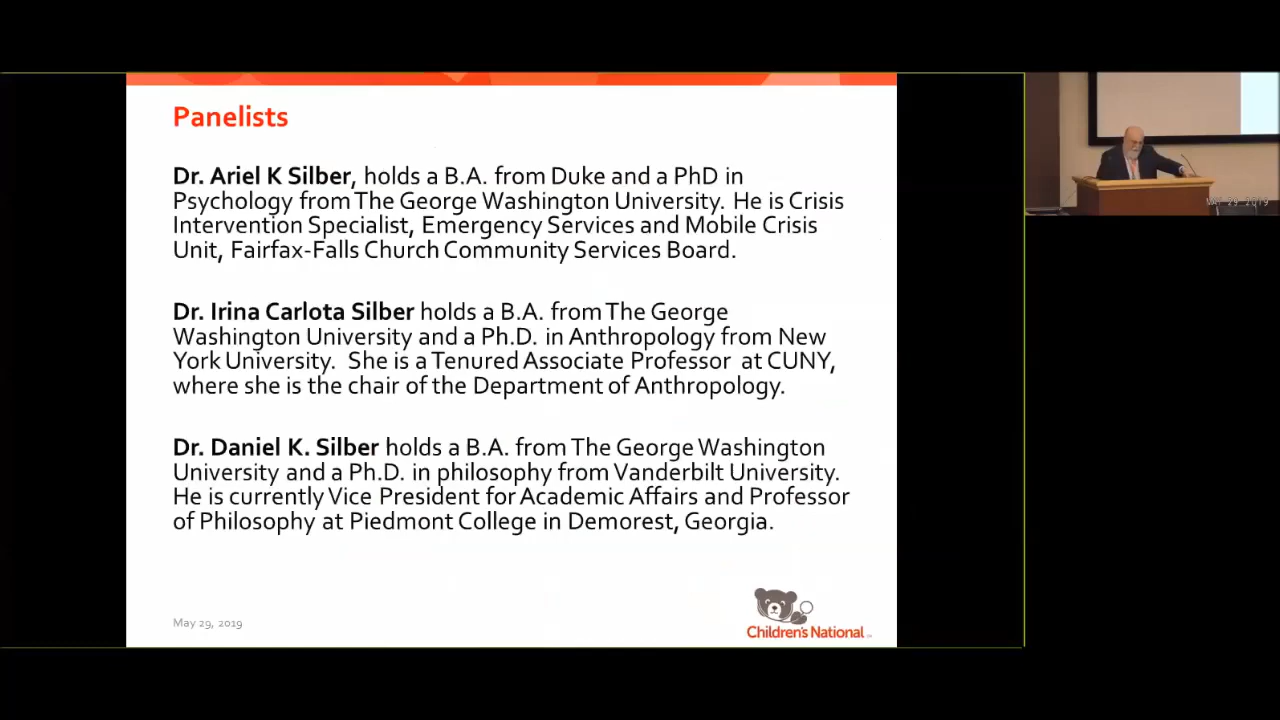 Panelists
Dr. Ariel K Silber, holds a B.A. from Duke and a PhD in
Psychology from The George Washington University. He is Crisis
Intervention Specialist, Emergency Services and Mobile Crisis
Unit, Fairfax-Falls Church Community Services Board.
Dr. Irina Carlota Silber holds a B.A. from The George
Washington University and a Ph.D. in Anthropology from New
York University. She is a Tenured Associate Professor at CUNY,
where she is the chair of the Department of Anthropology.
Dr. Daniel K. Silber holds a B.A. from The George Washington
University and a Ph.D. in philosophy from Vanderbilt University.
He is currently Vice President for Academic Affairs and Professor
of Philosophy at Piedmont College in Demorest, Georgia.
May 29, 2019
Children's National
MAY 29 2019